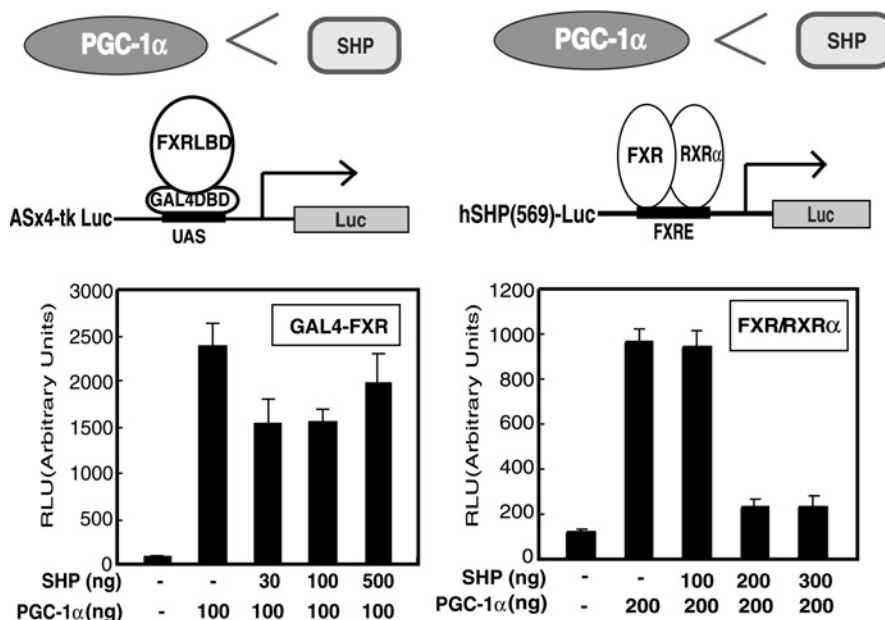 PGC-1α SHP
FXRLBD
GAL4DBD
ASx4-tk Luc
UAS
Luc
3000
2500
2000
1500
1000
500
0
RLU(Arbitrary Units)
GAL4-FXR
SHP (ng) - - 30 100 500
PGC-1α(ng) - 100 100 100 100
PGC-1α SHP
FXR RXRα
hSHP(569)-Luc
FXRE
Luc
1200
1000
800
600
400
200
0
RLU(Arbitrary Units)
FXR/RXRα
SHP (ng) - - 100 200 300
PGC-1α(ng) - 200 200 200 200